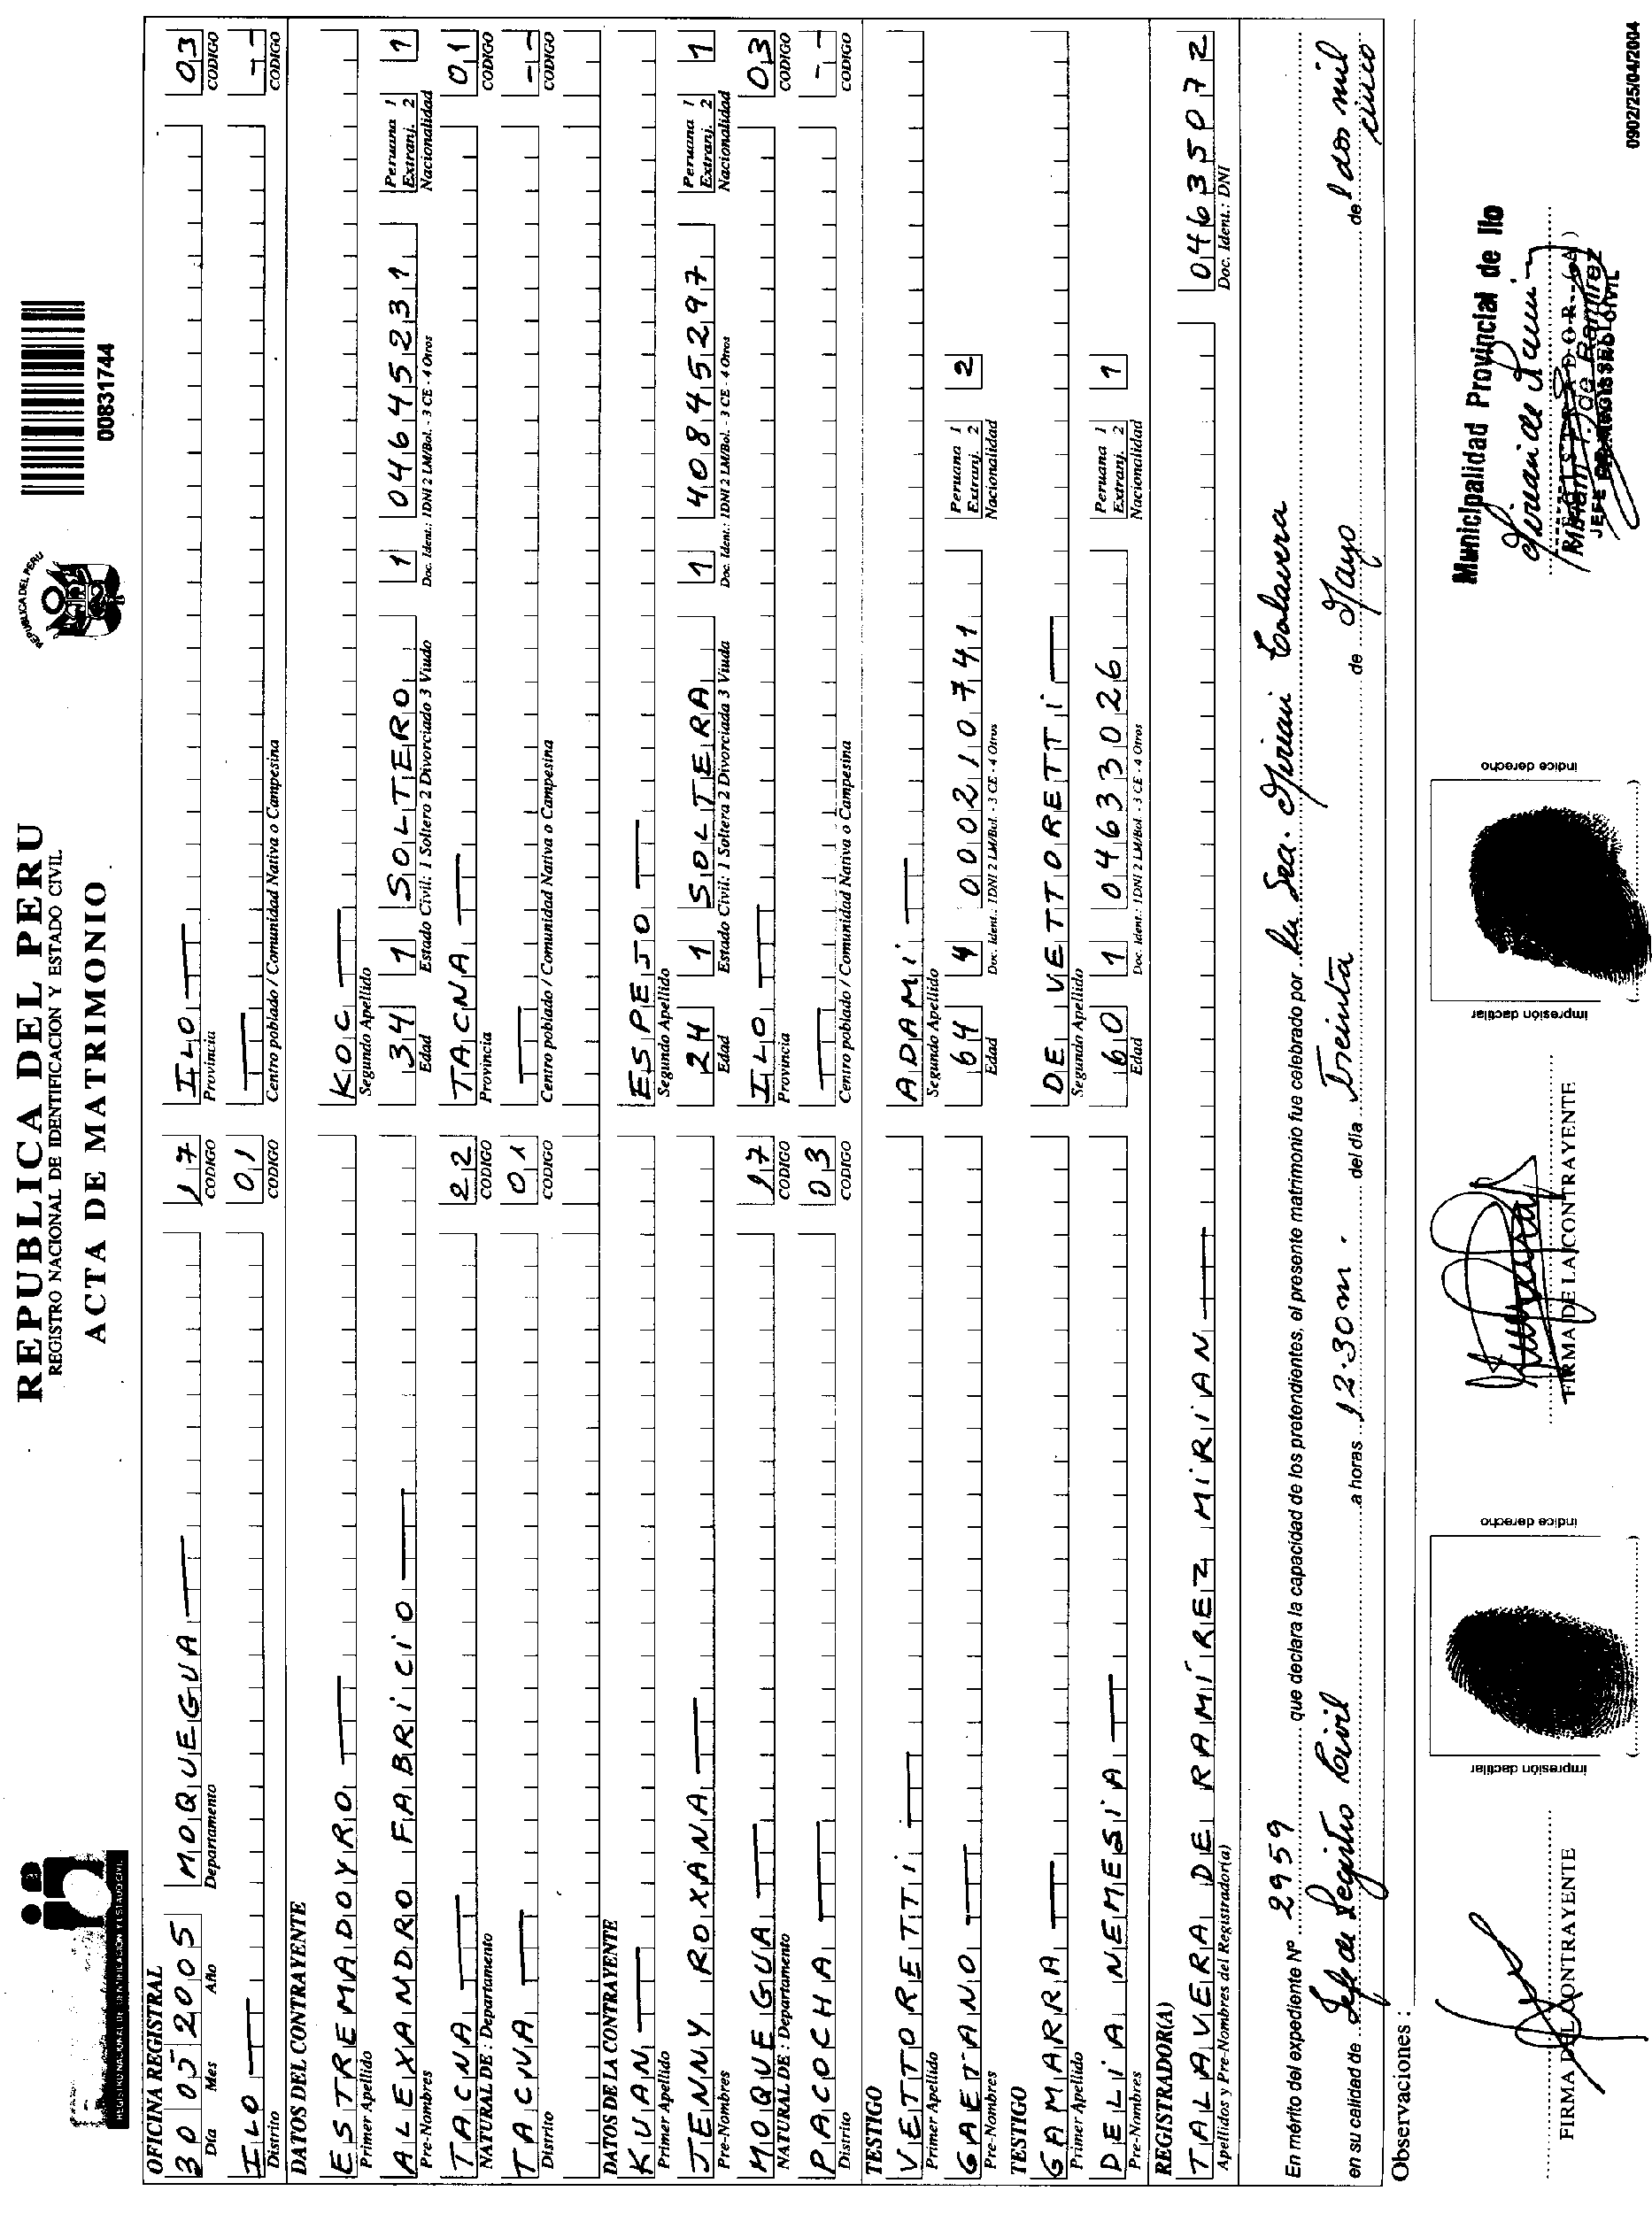 REPUBLICA DEL PERU
REGISTRO NACIONAL DE IDENTIFICACION Y ESTADO CIVIL
ACTA DE MATRIMONIO
REGISTRO NACIONAL DE IDENTIFICACIÓN Y ESTADO CIVIL
REPUBLICA DEL PERU
00831744
OFICINA REGISTRAL
30 05 2005 MOQUEGUA 17 ILO 03
Día Mes Año Departamento CODIGO Provincia CODIGO
ILO 01 --
Distrito CODIGO Centro poblado / Comunidad Nativa o Campesina CODIGO
DATOS DEL CONTRAYENTE
ESTREMADOYRO KOC
Primer Apellido Segundo Apellido
ALEXANDRO FABRICIO 34 1 SOLTERO 1 04645231 Peruana 1 Extranj. 2 1
Pre-Nombres Edad Estado Civil: 1 Soltero 2 Divorciado 3 Viudo Doc. Ident.: 1DNI 2 LM/Bol. - 3 CE - 4 Otros Nacionalidad
TACNA 22 TACNA 01
NATURAL DE : Departamento CODIGO Provincia CODIGO
TACNA 01 --
Distrito CODIGO Centro poblado / Comunidad Nativa o Campesina CODIGO
DATOS DE LA CONTRAYENTE
KUAN ESPEJO
Primer Apellido Segundo Apellido
JENNY ROXANA 24 1 SOLTERA 1 40845297 Peruana 1 Extranj. 2 1
Pre-Nombres Edad Estado Civil: 1 Soltera 2 Divorciada 3 Viuda Doc. Ident.: 1DNI 2 LM/Bol. - 3 CE - 4 Otros Nacionalidad
MOQUEGUA 17 ILO 03
NATURAL DE : Departamento CODIGO Provincia CODIGO
PACOCHA 03 --
Distrito CODIGO Centro poblado / Comunidad Nativa o Campesina CODIGO
TESTIGO
VETTORETTI ADAMI
Primer Apellido Segundo Apellido
GAETANO 64 4 000210741 Peruana 1 Extranj. 2 2
Pre-Nombres Edad Doc. Ident.: 1DNI 2 LM/Bol. - 3 CE - 4 Otros Nacionalidad
TESTIGO
GAMARRA DE VETTORETTI
Primer Apellido Segundo Apellido
DELIA NEMESIA 60 1 04633026 Peruana 1 Extranj. 2 1
Pre-Nombres Edad Doc. Ident.: 1DNI 2 LM/Bol. - 3 CE - 4 Otros Nacionalidad
REGISTRADOR(A)
TALAVERA DE RAMÍREZ MIRIAN 04635072
Apellidos y Pre-Nombres del Registrador(a) Doc. Ident.: DNI
En mérito del expediente Nº 2959 que declara la capacidad de los pretendientes, el presente matrimonio fue celebrado por La Sra. Mirian Talavera
en su calidad de Jefe de Registro Civil a horas 12.30m. del día Treinta de Mayo de l dos mil
cinco
Observaciones :
Municipalidad Provincial de Ilo
impresión dactilar índice derecho impresión dactilar índice derecho
FIRMA DEL CONTRAYENTE (....) FIRMA DE LA CONTRAYENTE (....) REGISTRADOR (A)
JEFE REGISTRO CIVIL
0902/25/04/2004